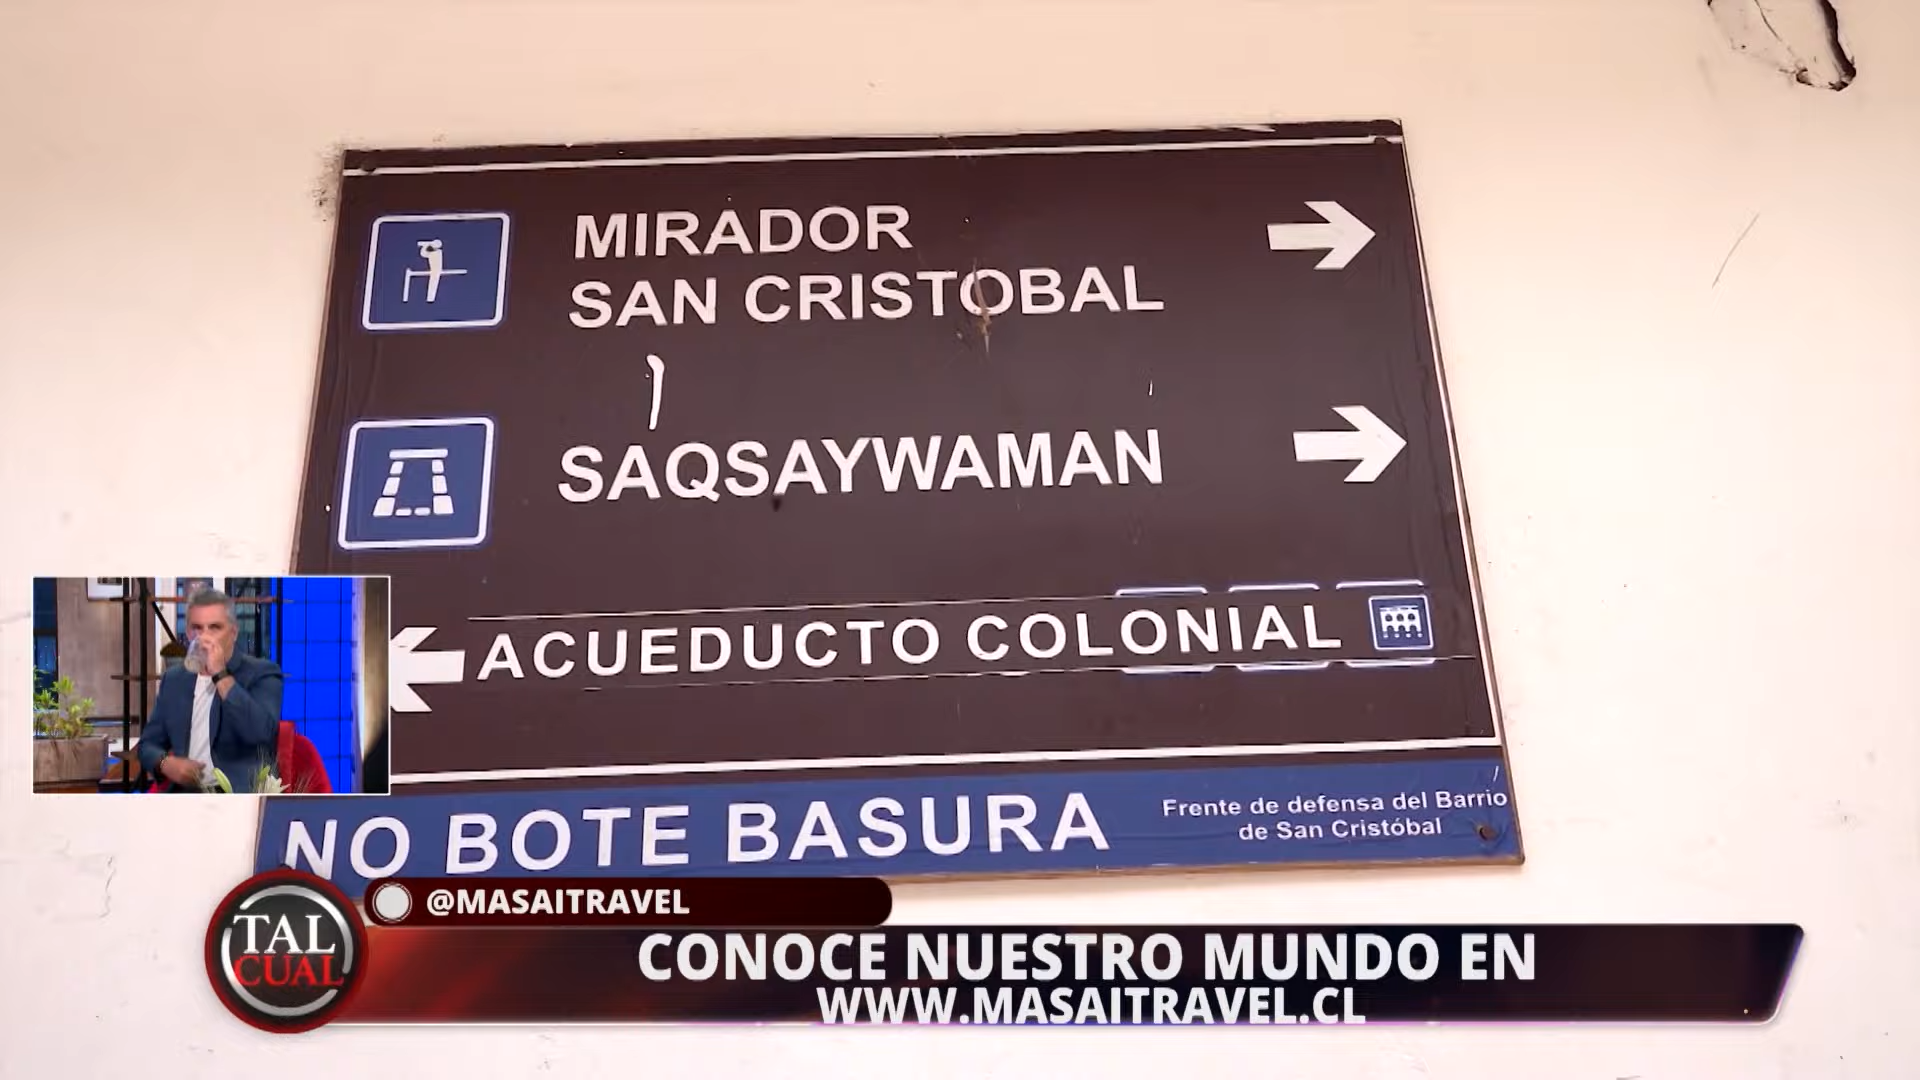 MIRADOR
SAN CRISTOBAL
SAQSAYWAMAN
ACUEDUCTO COLONIAL
NO BOTE BASURA
Frente de defensa del Barrio
de San Cristóbal
@MASAITRAVEL
TAL
CUAL
CONOCE NUESTRO MUNDO EN
WWW.MASAITRAVEL.CL